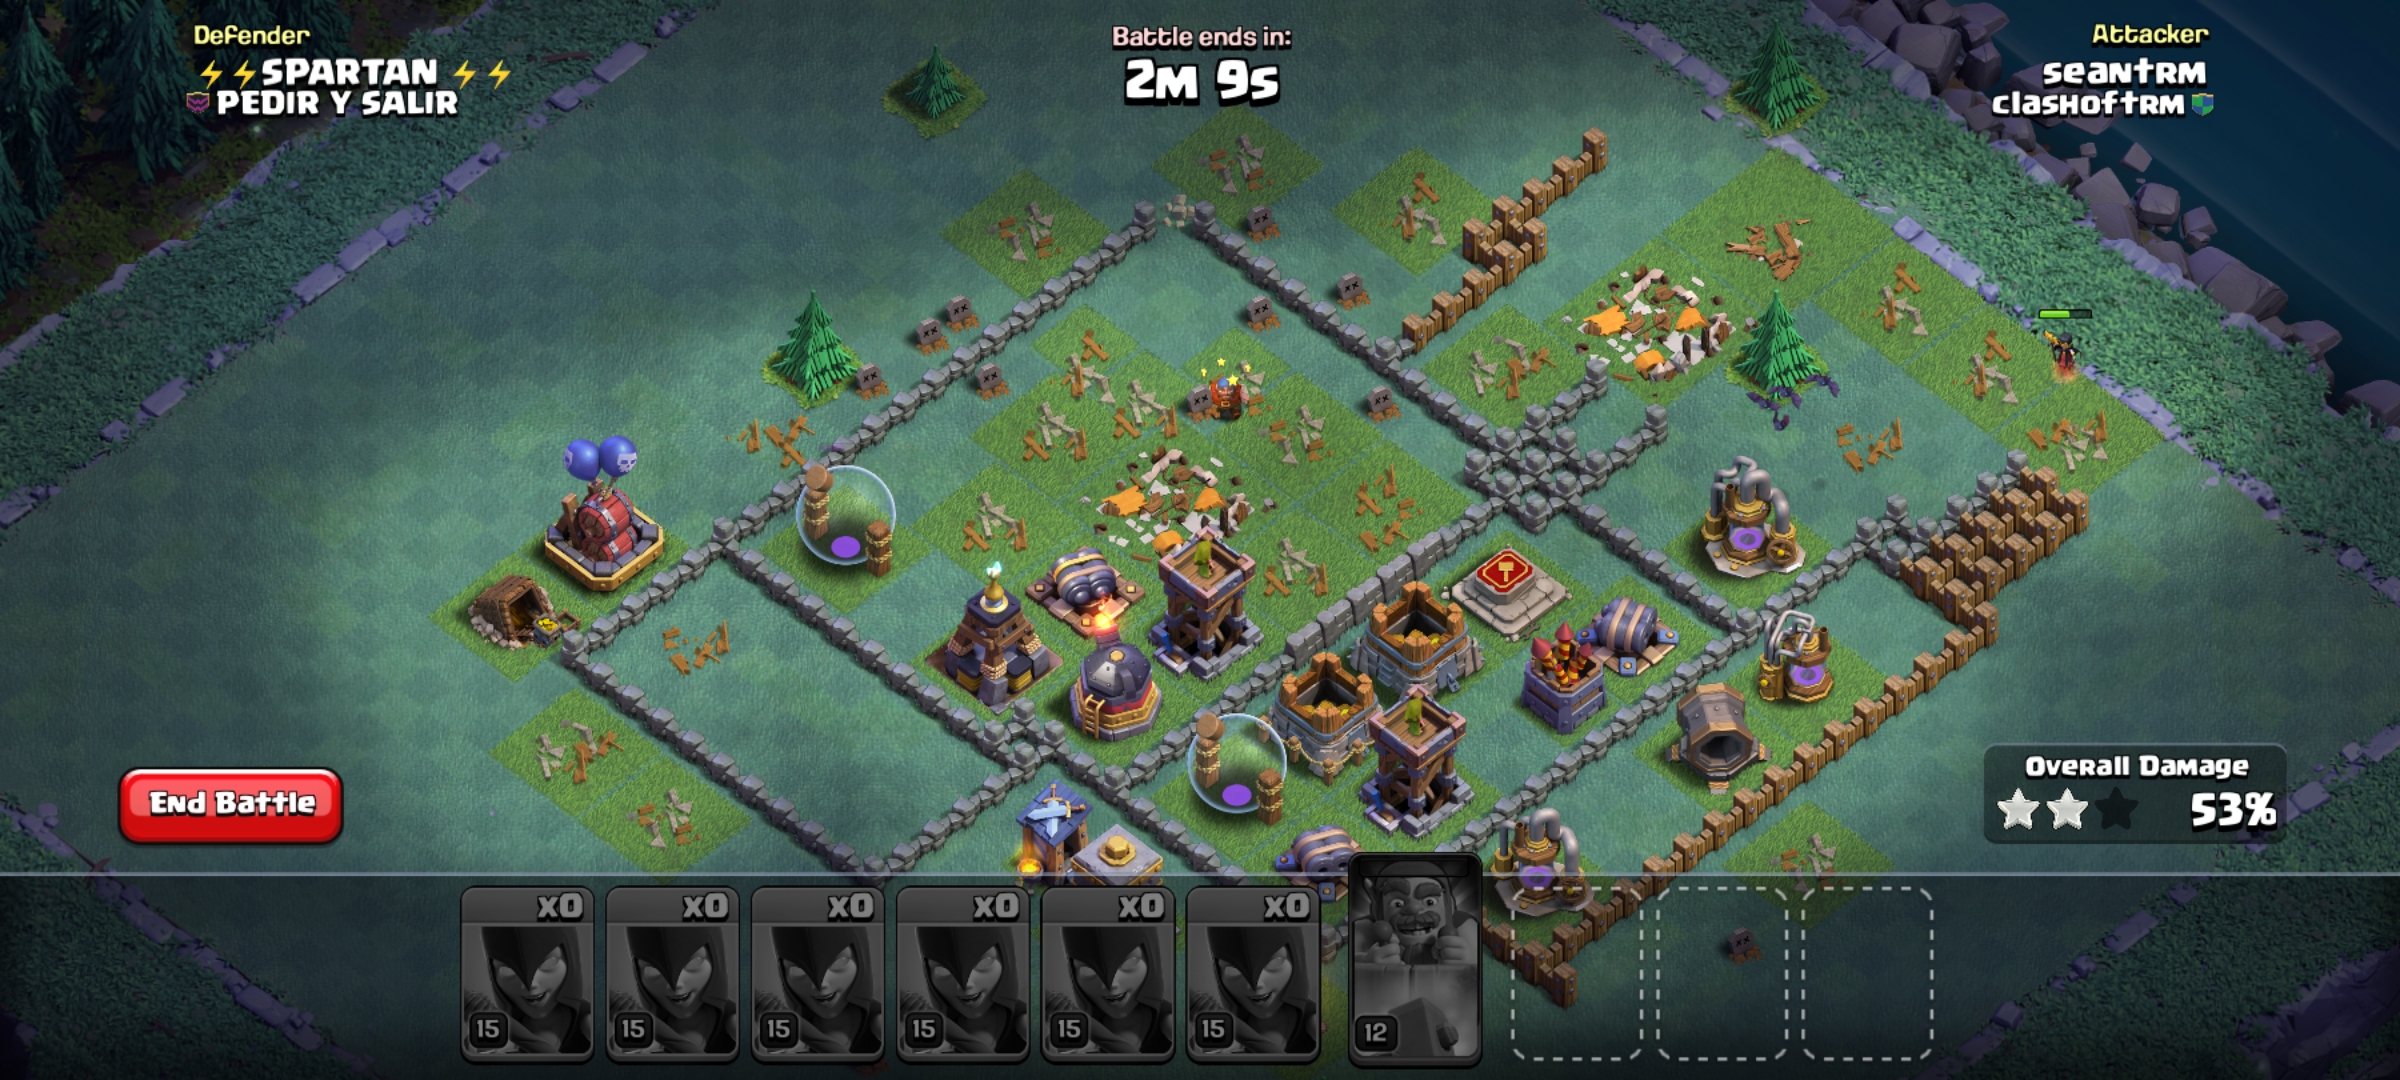 Defender
SPARTAN
PEDIR Y SALIR
Battle ends in:
2M 9S
Attacker
seantrm
clashoftrm
End Battle
Overall Damage
53%
x0
x0
x0
x0
x0
x0
15
15
15
15
15
15
12